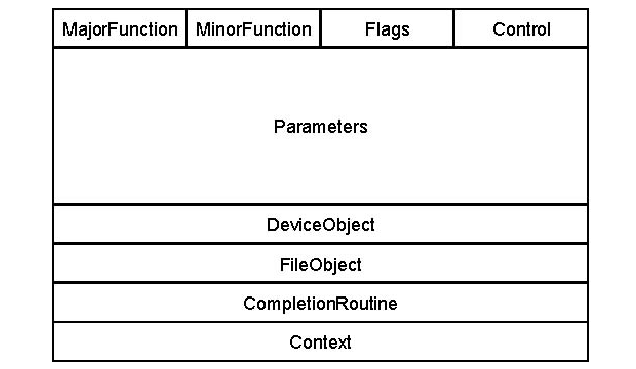 MajorFunction MinorFunction Flags Control
Parameters
DeviceObject
FileObject
CompletionRoutine
Context